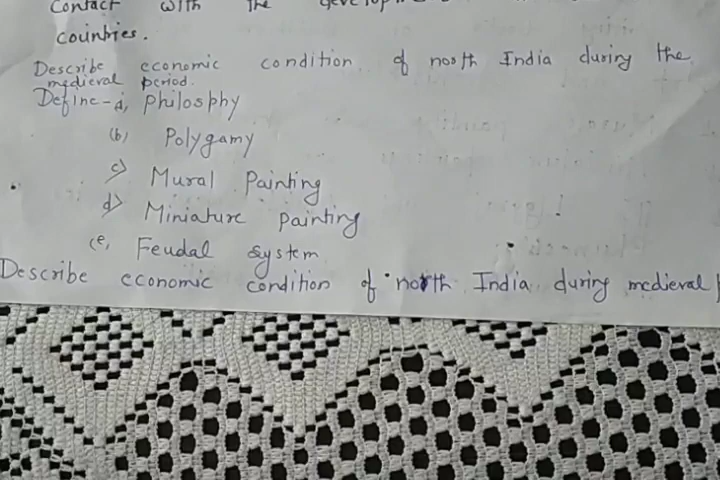 Contact with the
countries.
Describe economic condition of north India during the
medieval period.
Define - a, philosphy
(b) Polygamy
c) Mural Painting
d) Miniature painting
(e, Feudal system
Describe economic condition of north India during medieval